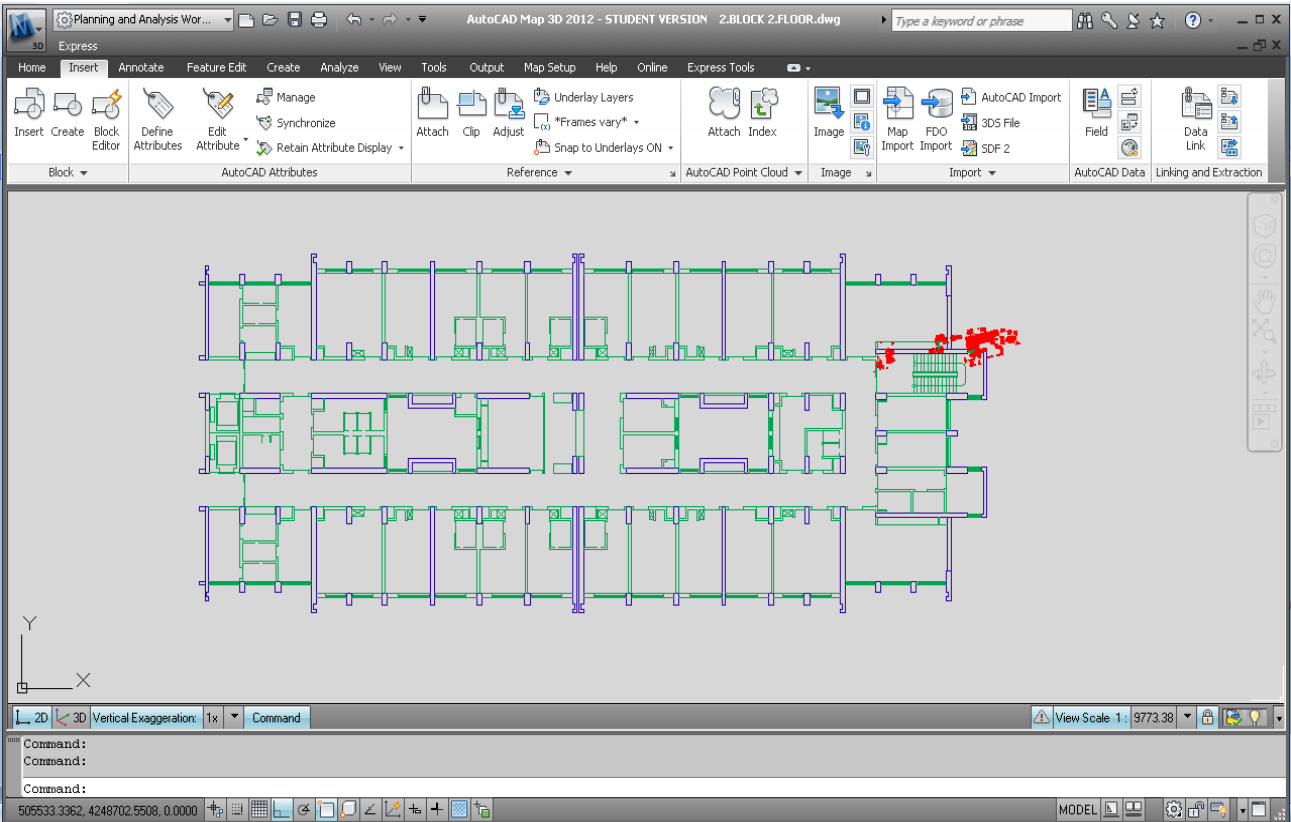 Planning and Analysis Wor... AutoCAD Map 3D 2012 - STUDENT VERSION 2.BLOCK 2.FLOOR.dwg Type a keyword or phrase
3D Express
Home Insert Annotate Feature Edit Create Analyze View Tools Output Map Setup Help Online Express Tools
Manage Underlay Layers AutoCAD Import
Synchronize *Frames vary* 3DS File
Insert Create Block Editor Define Attributes Edit Attribute Attach Clip Adjust Attach Index Image Map Import FDO Import Field Data Link
Retain Attribute Display Snap to Underlays ON SDF 2
Block AutoCAD Attributes Reference AutoCAD Point Cloud Image Import AutoCAD Data Linking and Extraction
Y
X
2D 3D Vertical Exaggeration: 1x Command View Scale 1 : 9773.38
Command:
Command:
Command:
505533.3362, 4248702.5508, 0.0000 MODEL